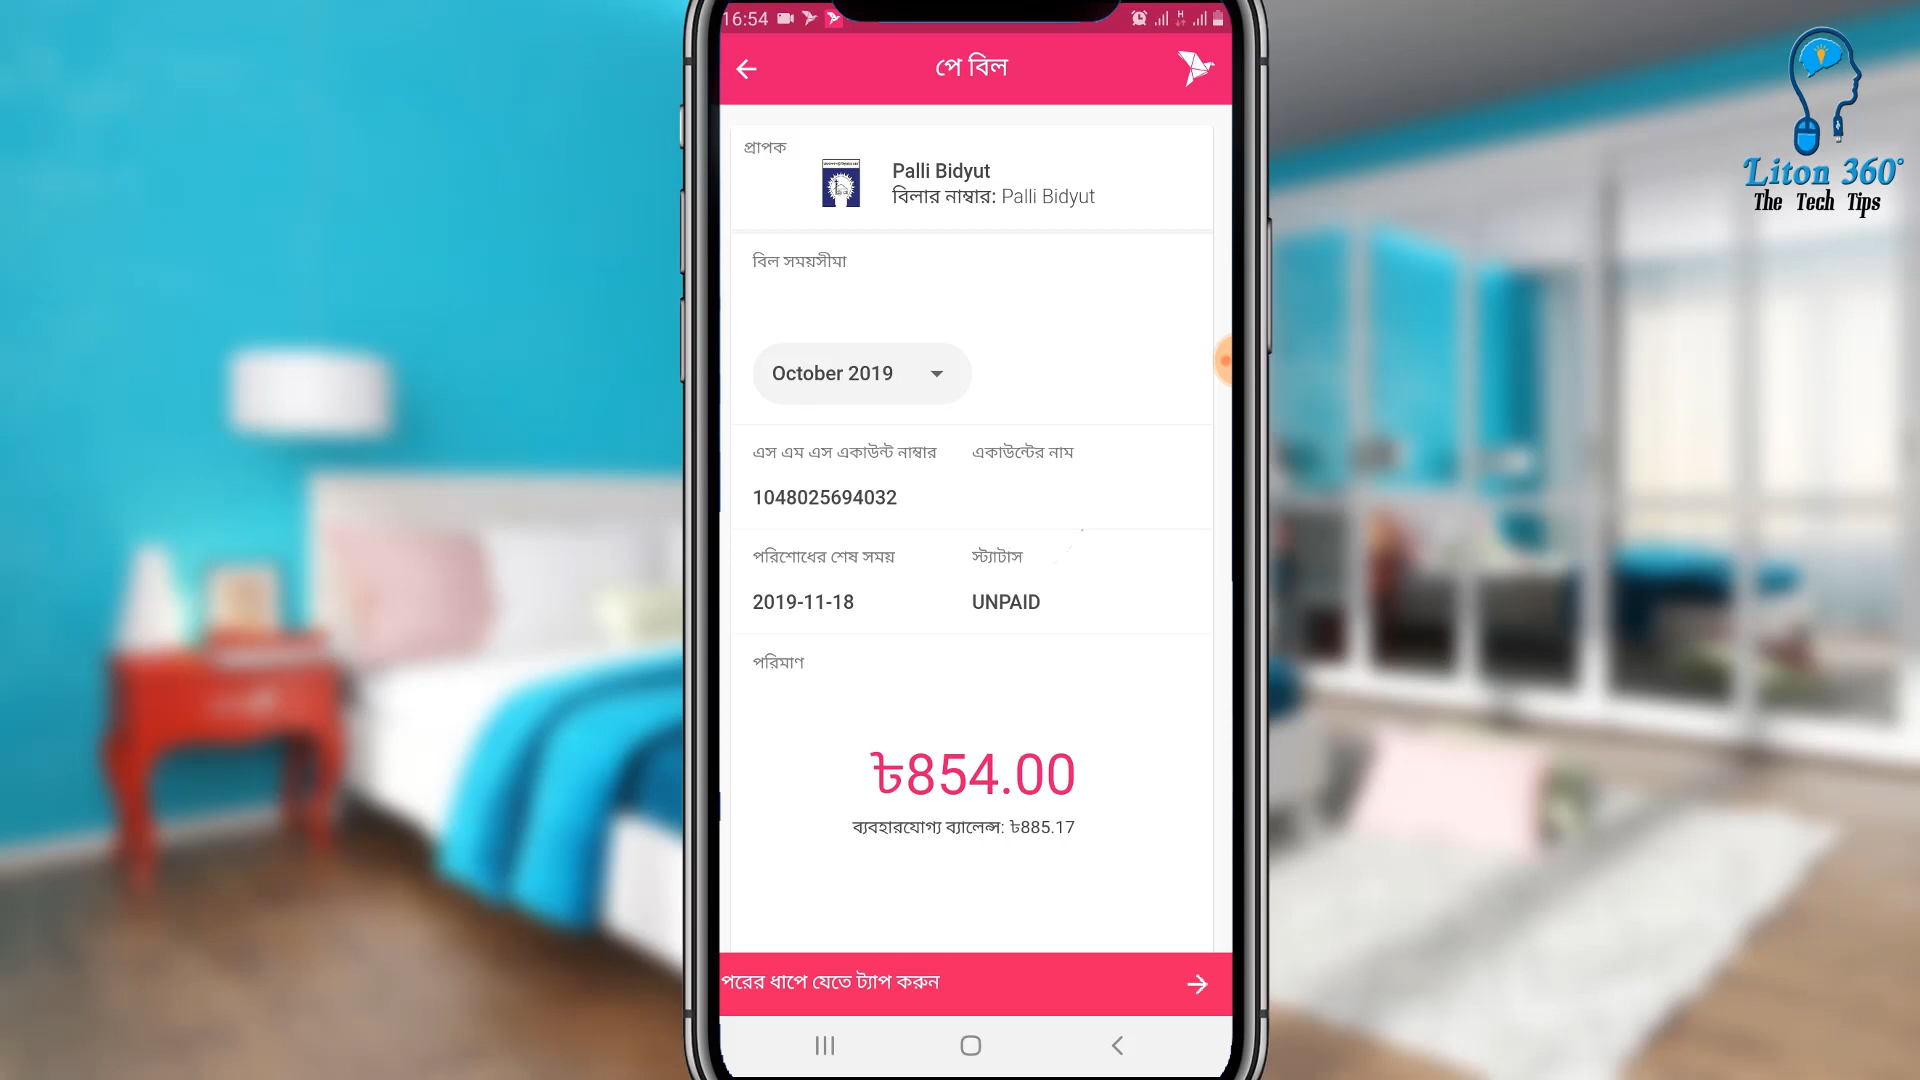 16:54
পে বিল
প্রাপক
Palli Bidyut
বিলার নাম্বার: Palli Bidyut
বিল সময়সীমা
October 2019
এস এম এস একাউন্ট নাম্বার
একাউন্টের নাম
1048025694032
পরিশোধের শেষ সময়
স্ট্যাটাস
2019-11-18
UNPAID
পরিমাণ
৳854.00
ব্যবহারযোগ্য ব্যালেন্স: ৳885.17
পরের ধাপে যেতে ট্যাপ করুন
Liton 360°
The Tech Tips